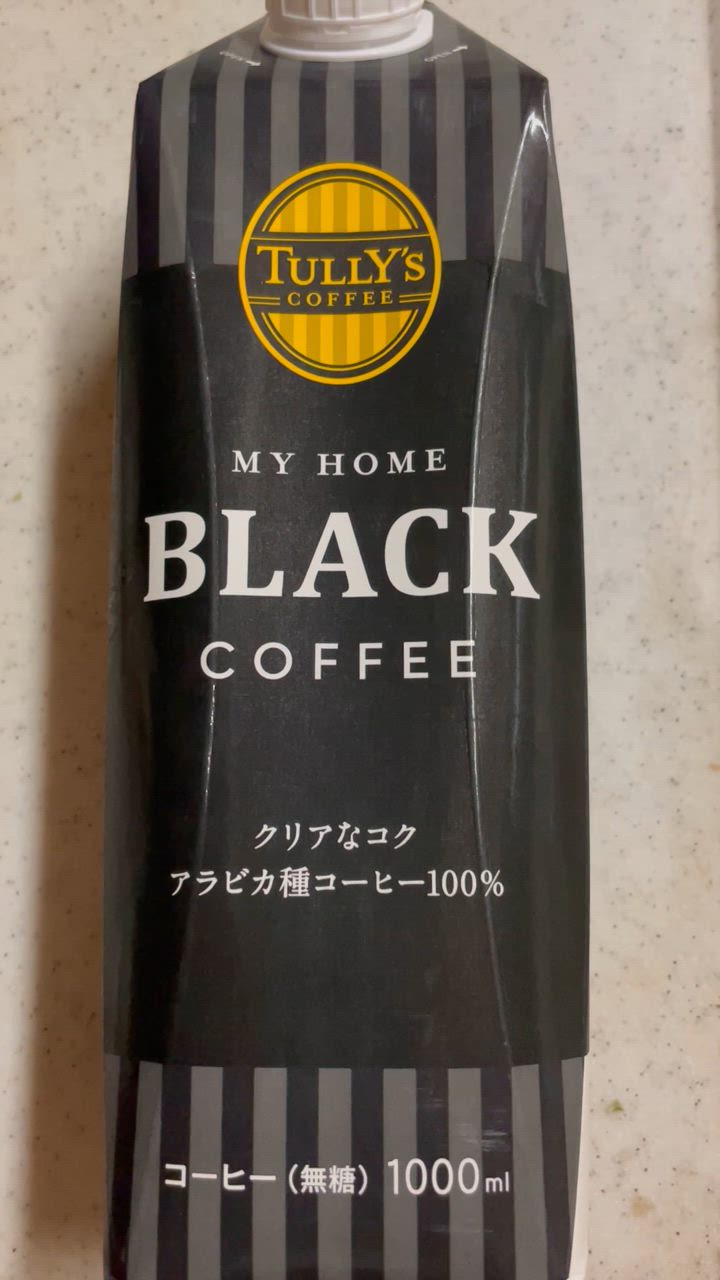 TULLY'S
COFFEE
MY HOME
BLACK
COFFEE
クリアなコク
アラビカ種コーヒー100%
コーヒー(無糖) 1000ml